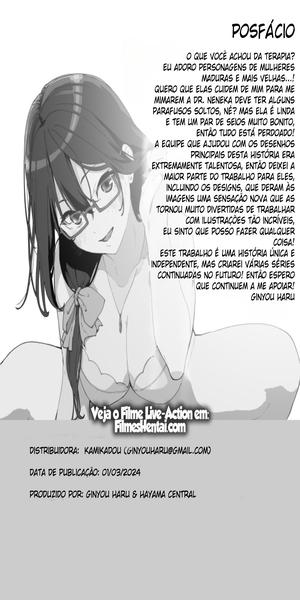 POSFÁCIO
O QUE VOCÊ ACHOU DA TERAPIA?
EU ADORO PERSONAGENS DE MULHERES
MADURAS E MAIS VELHAS...!
QUERO QUE ELAS CUIDEM DE MIM PARA ME
MIMAREM A DR. NENEKA DEVE TER ALGUNS
PARAFUSOS SOLTOS, NÉ? MAS ELA É LINDA
E TEM UM PAR DE SEIOS MUITO BONITO,
ENTÃO TUDO ESTÁ PERDOADO!
A EQUIPE QUE AJUDOU COM OS DESENHOS
PRINCIPAIS DESTA HISTÓRIA ERA
EXTREMAMENTE TALENTOSA, ENTÃO DEIXEI A
MAIOR PARTE DO TRABALHO PARA ELES,
INCLUINDO OS DESIGNS, QUE DERAM ÀS
IMAGENS UMA SENSAÇÃO NOVA QUE AS
TORNOU MUITO DIVERTIDAS DE TRABALHAR
COM ILUSTRAÇÕES TÃO INCRÍVEIS,
EU SINTO QUE POSSO FAZER QUALQUER
COISA!
ESTE TRABALHO É UMA HISTÓRIA ÚNICA E
INDEPENDENTE, MAS CRIAREI VÁRIAS SÉRIES
CONTINUADAS NO FUTURO! ENTÃO ESPERO
QUE CONTINUEM A ME APOIAR!
GINYOU HARU
Veja o Filme Live-Action em:
FilmesHentai.com
DISTRIBUIDORA: KAMIKADOU (GINYOUHARU@GMAIL.COM)
DATA DE PUBLICAÇÃO: 01/03/2024
PRODUZIDO POR: GINYOU HARU & HAYAMA CENTRAL